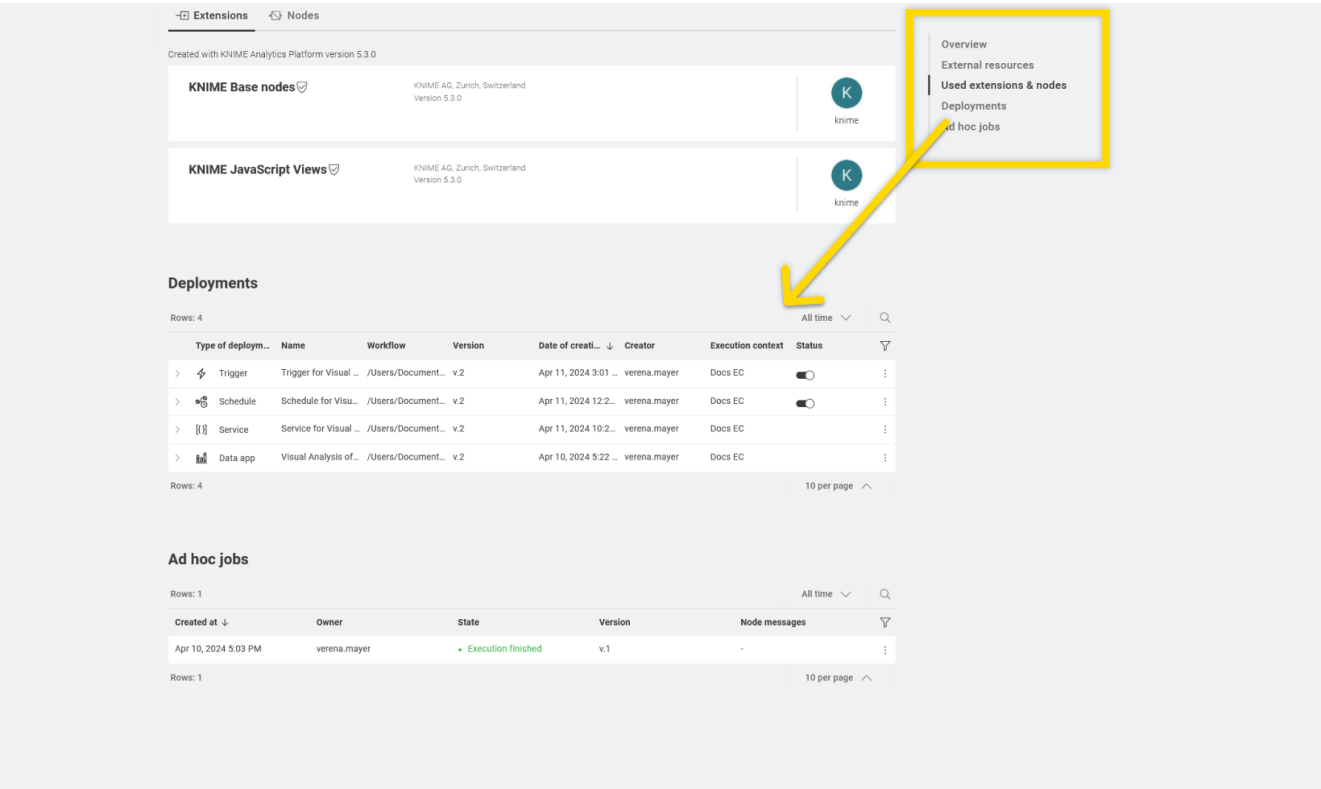 Extensions Nodes
Created with KNIME Analytics Platform version 5.3.0
KNIME Base nodes
KNIME AG, Zurich, Switzerland
Version 5.3.0
K
knime
KNIME JavaScript Views
KNIME AG, Zurich, Switzerland
Version 5.3.0
K
knime
Overview
External resources
Used extensions & nodes
Deployments
Ad hoc jobs
Deployments
Rows: 4 All time
Type of deploym... Name Workflow Version Date of creati... Creator Execution context Status
Trigger Trigger for Visual ... /Users/Document... v.2 Apr 11, 2024 3:01 ... verena.mayer Docs EC
Schedule Schedule for Visu... /Users/Document... v.2 Apr 11, 2024 12:2... verena.mayer Docs EC
Service Service for Visual ... /Users/Document... v.2 Apr 11, 2024 10:2... verena.mayer Docs EC
Data app Visual Analysis of... /Users/Document... v.2 Apr 10, 2024 5:22 ... verena.mayer Docs EC
Rows: 4 10 per page
Ad hoc jobs
Rows: 1 All time
Created at Owner State Version Node messages
Apr 10, 2024 5:03 PM verena.mayer Execution finished v.1 -
Rows: 1 10 per page